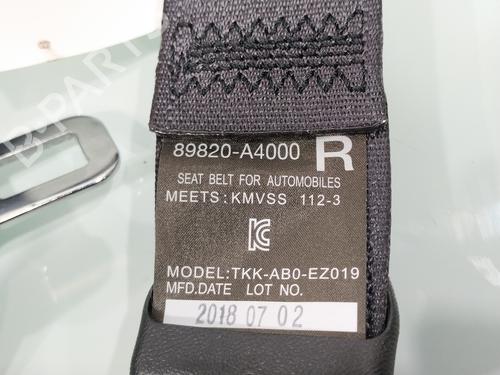 89820-A4000 R
SEAT BELT FOR AUTOMOBILES
MEETS:KMVSS 112-3
MODEL:TKK-AB0-EZ019
MFD.DATE LOT NO.
2018 07 02
B-PARTS